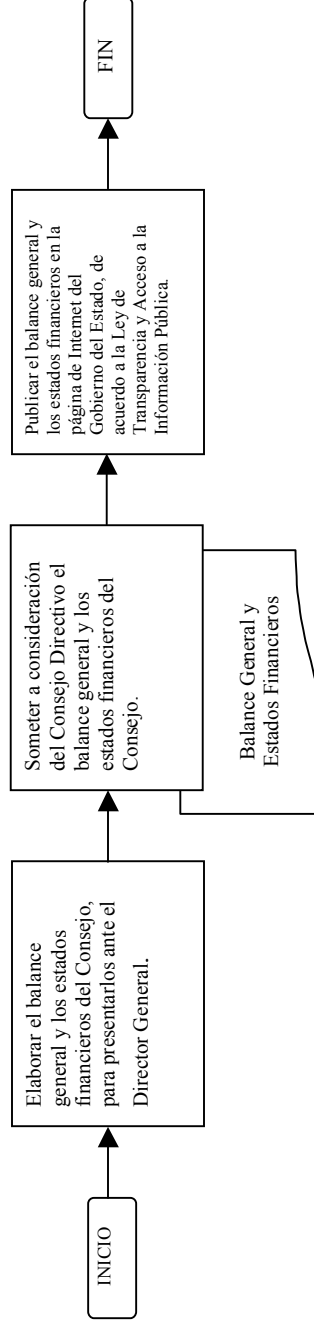 INICIO
Elaborar el balance
general y los estados
financieros del Consejo,
para presentarlos ante el
Director General.
Someter a consideración
del Consejo Directivo el
balance general y los
estados financieros del
Consejo.
Balance General y
Estados Financieros
Publicar el balance general y
los estados financieros en la
página de Internet del
Gobierno del Estado, de
acuerdo a la Ley de
Transparencia y Acceso a la
Información Pública.
FIN